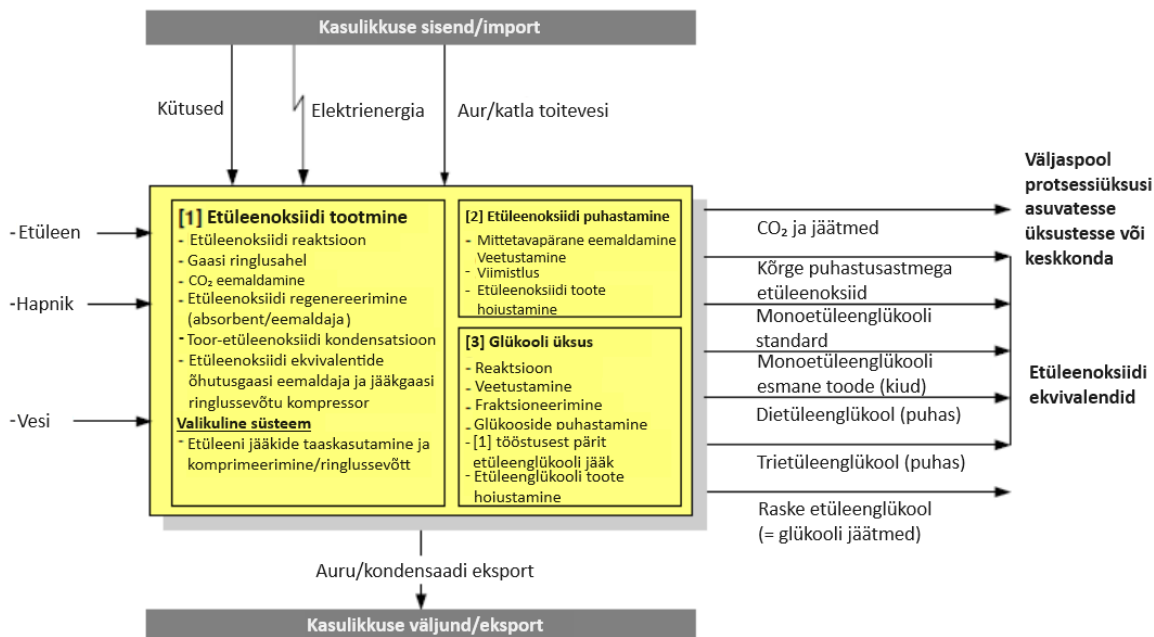 Kasulikkuse sisend/import
Kütused
Elektrienergia
Aur/katla toitevesi
-Etüleen
-Hapnik
-Vesi
[1] Etüleenoksiidi tootmine
- Etüleenoksiidi reaktsioon
- Gaasi ringlusahel
- CO₂ eemaldamine
- Etüleenoksiidi regenereerimine
(absorbent/eemaldaja)
-Toor-etüleenoksiidi kondensatsioon
- Etüleenoksiidi ekvivalentide
õhutusgaasi eemaldaja ja jääkgaasi
ringlussevõtu kompressor
Valikuline süsteem
- Etüleeni jääkide taaskasutamine ja
komprimeerimine/ringlussevõtt
[2] Etüleenoksiidi puhastamine
- Mittetavapärane eemaldamine
Veetustamine
- Viimistlus
- Etüleenoksiidi toote
hoiustamine
[3] Glükooli üksus
- Reaktsioon
- Veetustamine
- Fraktsioneerimine
- Glükooside puhastamine
- [1] tööstusest pärit
etüleenglükooli jääk
- Etüleenglükooli toote
hoiustamine
CO₂ ja jäätmed
Kõrge puhastusastmega
etüleenoksiid
Monoetüleenglükooli
standard
Monoetüleenglükooli
esmane toode (kiud)
Dietüleenglükool (puhas)
Trietüleenglükool (puhas)
Raske etüleenglükool
(= glükooli jäätmed)
Väljaspool
protsessiüksusi
asuvatesse
üksustesse või
keskkonda
Etüleenoksiidi
ekvivalendid
Auru/kondensaadi eksport
Kasulikkuse väljund/eksport